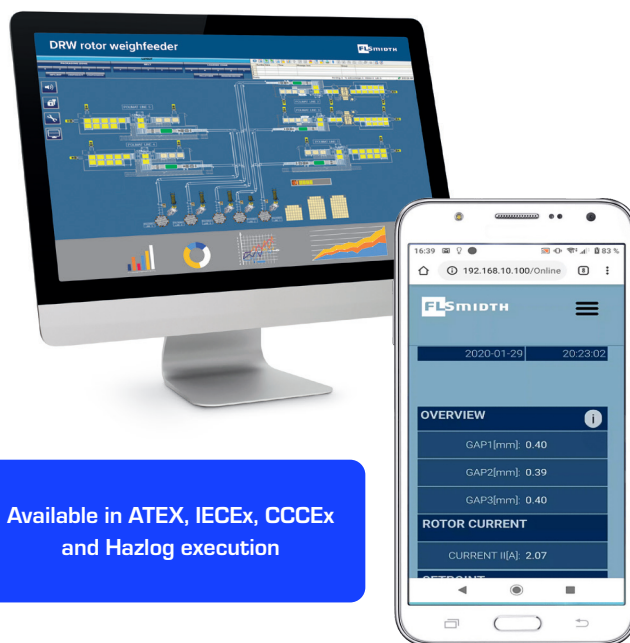 DRW rotor weighfeeder
FLSMIDTH
16:39
83 %
192.168.10.100/Online
8
FLSMIDTH
2020-01-29
20:23:02
OVERVIEW
i
GAP1[mm]: 0.40
GAP2[mm]: 0.39
GAP3[mm]: 0.40
ROTOR CURRENT
CURRENT II[A]: 2.07
SETPOINT
Available in ATEX, IECEx, CCCEx
and Hazlog execution